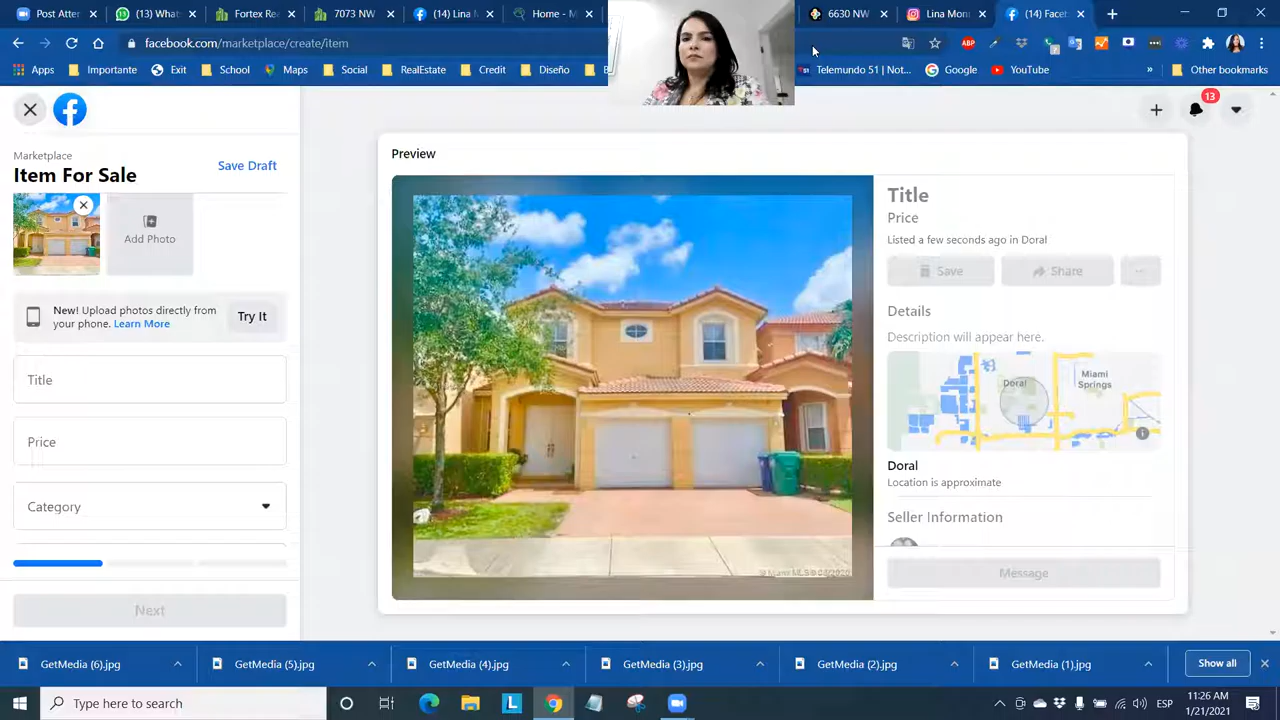 Post Atter
(13) What
Fortex Re
7073 NW
(14) Lina M
Home - M
6630 NW
Lina Mon
(14) Face
facebook.com/marketplace/create/item
ABP
Apps
Importante
Exit
School
Maps
Social
RealEstate
Credit
Diseño
Telemundo 51 | Not...
Google
YouTube
»
Other bookmarks
13
Marketplace
Item For Sale
Save Draft
Add Photo
New! Upload photos directly from
your phone. Learn More
Try It
Title
Price
Category
Next
Preview
Title
Price
Listed a few seconds ago in Doral
Save
Share
Details
Description will appear here.
Doral
Miami
Springs
Doral
Location is approximate
Seller Information
Message
GetMedia (6).jpg
GetMedia (5).jpg
GetMedia (4).jpg
GetMedia (3).jpg
GetMedia (2).jpg
GetMedia (1).jpg
Show all
Type here to search
L
ESP
11:26 AM
1/21/2021